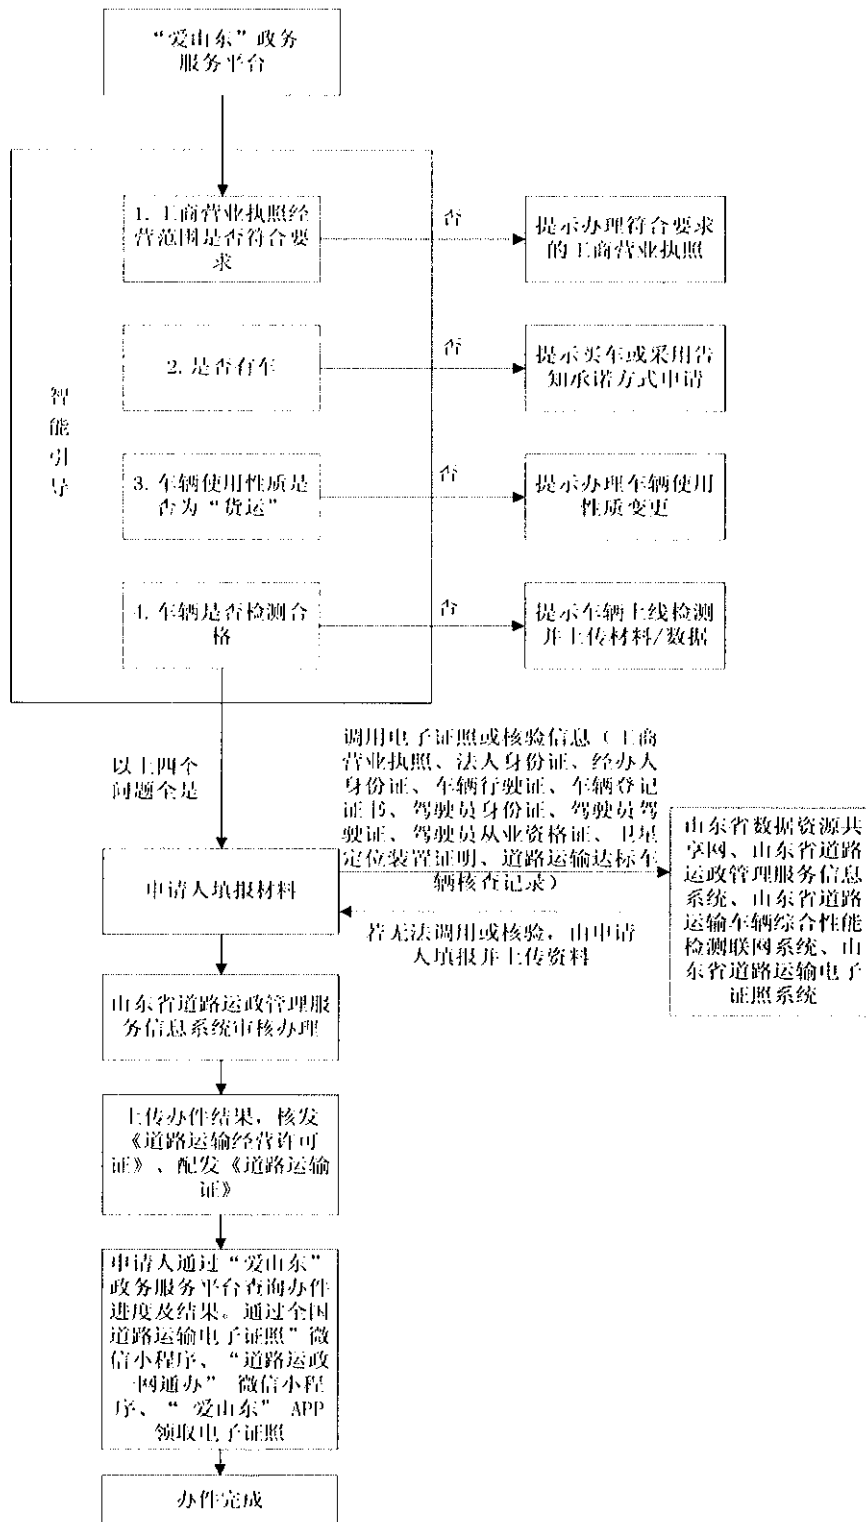 “爱山东”政务
服务平台
1. 工商营业执照经
营范围是否符合要
求
否
提示办理符合要求
的工商营业执照
2. 是否有车
否
提示买车或采用告
知承诺方式申请
智
能
引
导
3. 车辆使用性质是
否为“货运”
否
提示办理车辆使用
性质变更
4. 车辆是否检测合
格
否
提示车辆上线检测
并上传材料/数据
以上四个
问题全是
调用电子证照或核验信息（工商
营业执照、法人身份证、经办人
身份证、车辆行驶证、车辆登记
证书、驾驶员身份证、驾驶员驾
驶证、驾驶员从业资格证、卫星
定位装置证明、道路运输达标车
辆核查记录）
山东省数据资源共
享网、山东省道路
运政管理服务信息
系统、山东省道路
运输车辆综合性能
检测联网系统、山
东省道路运输电子
证照系统
申请人填报材料
若无法调用或核验，由申请
人填报并上传资料
山东省道路运政管理服
务信息系统审核办理
上传办件结果，核发
《道路运输经营许可
证》、配发《道路运输
证》
申请人通过“爱山东”
政务服务平台查询办件
进度及结果。通过全国
道路运输电子证照”微
信小程序、“道路运政
一网通办” 微信小程
序、“ 爱山东” APP
领取电子证照
办件完成